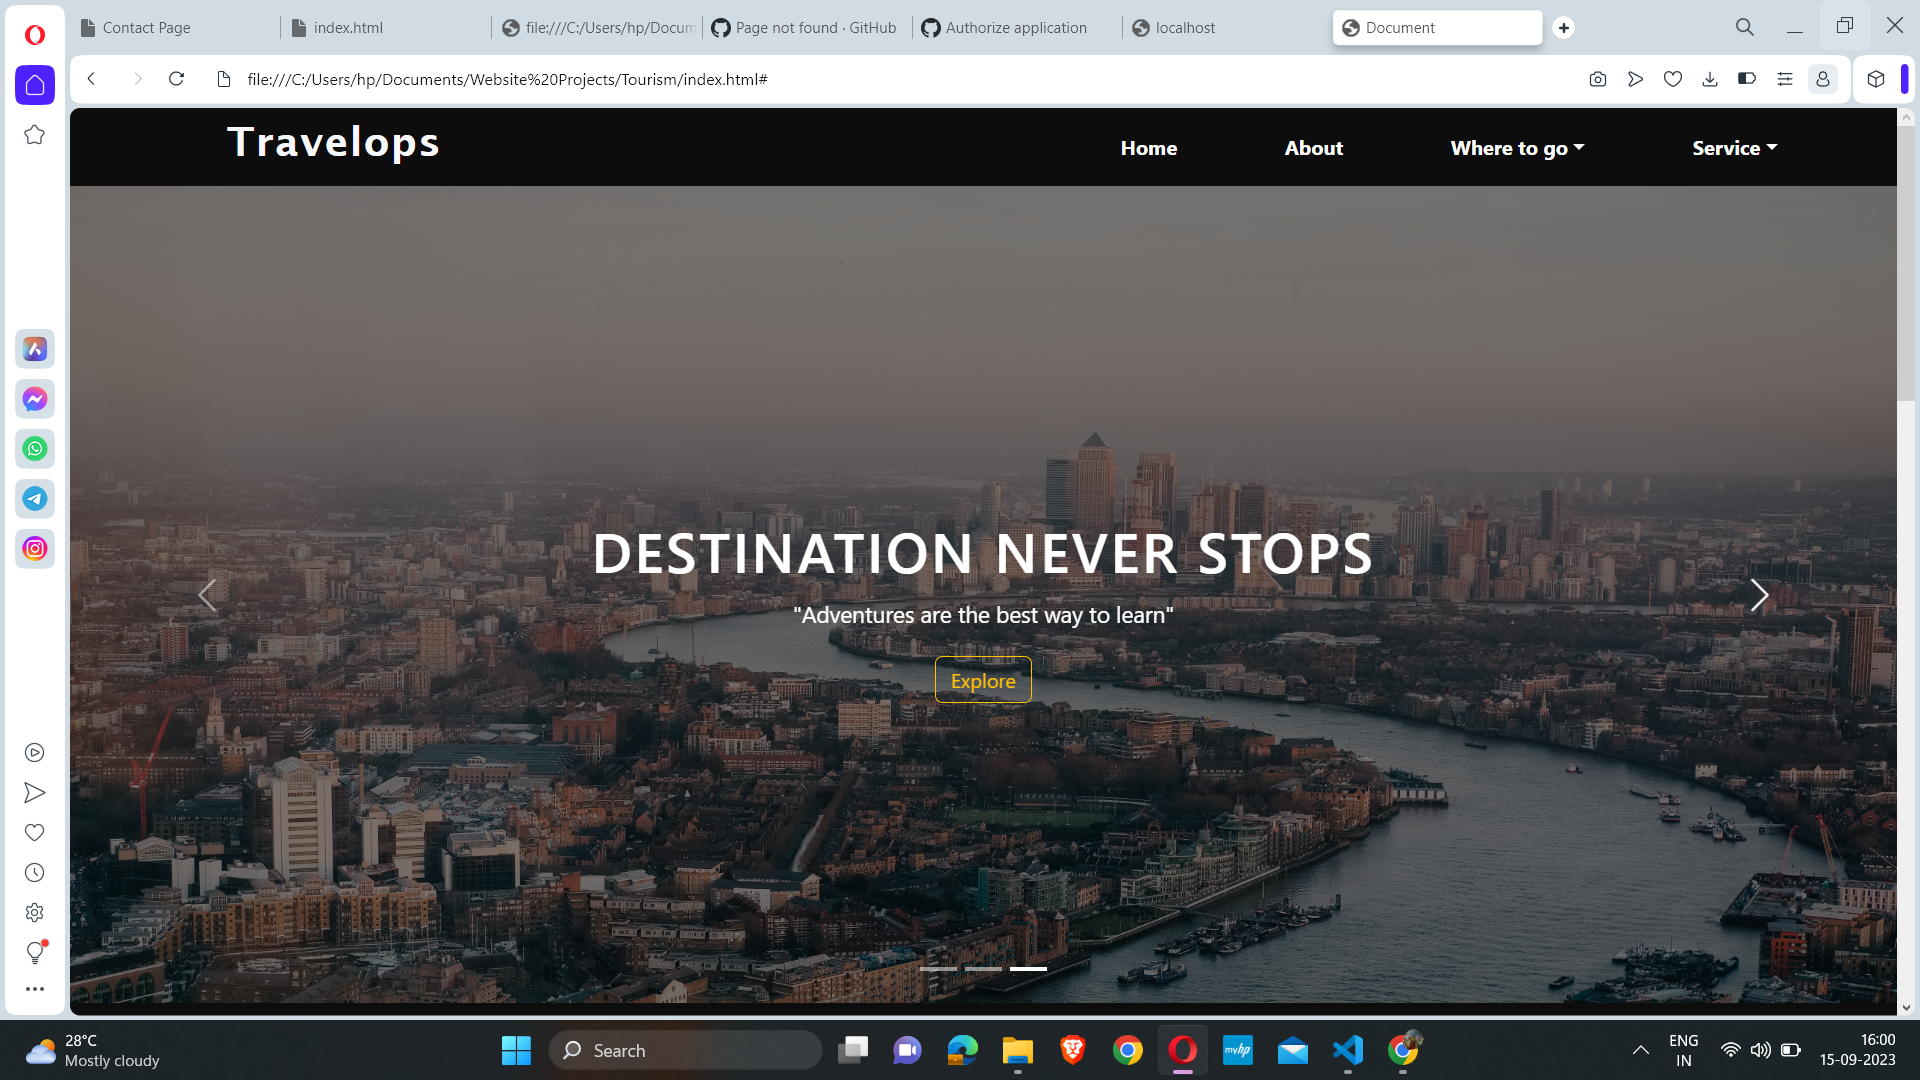 Contact Page
index.html
file:///C:/Users/hp/Docum
Page not found · GitHub
Authorize application
localhost
Document
file:///C:/Users/hp/Documents/Website%20Projects/Tourism/index.html#
Travelops
Home
About
Where to go
Service
DESTINATION NEVER STOPS
"Adventures are the best way to learn"
Explore
28°C
Mostly cloudy
Search
myhp
ENG
IN
16:00
15-09-2023